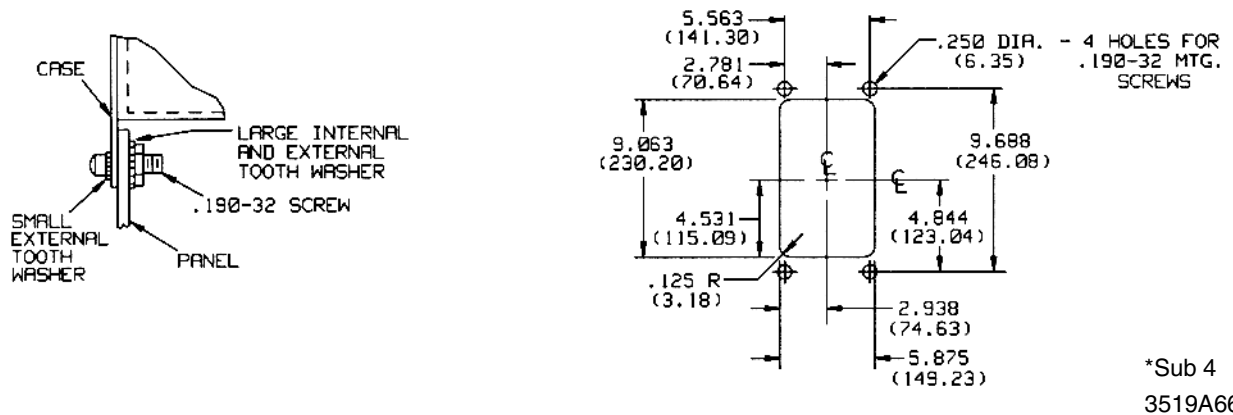 CASE
LARGE INTERNAL
AND EXTERNAL
TOOTH WASHER
.190-32 SCREW
SMALL
EXTERNAL
TOOTH
WASHER
PANEL
5.563
(141.30)
2.781
(70.64)
.250 DIA. - 4 HOLES FOR
(6.35) .190-32 MTG.
SCREWS
9.063
(230.20)
9.688
(246.08)
CL
CL
4.531
(115.09)
4.844
(123.04)
.125 R
(3.18)
2.938
(74.63)
5.875
(149.23)
*Sub 4
3519A66